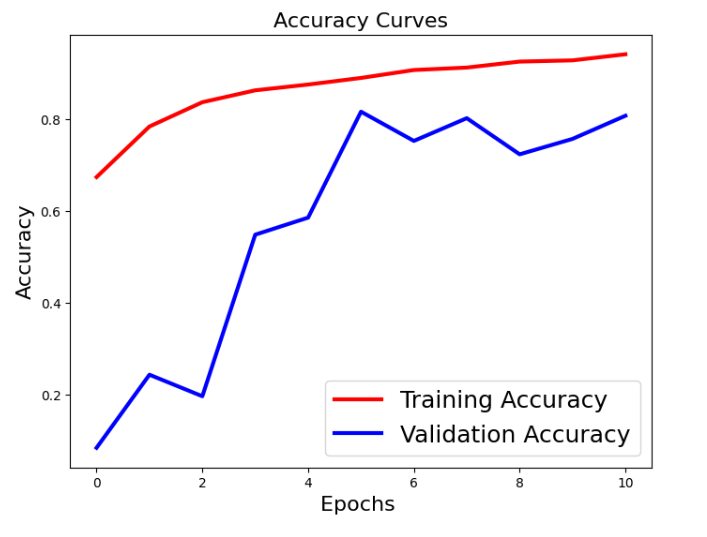 Accuracy Curves
Accuracy
0.8
0.6
0.4
0.2
Training Accuracy
Validation Accuracy
0 2 4 6 8 10
Epochs